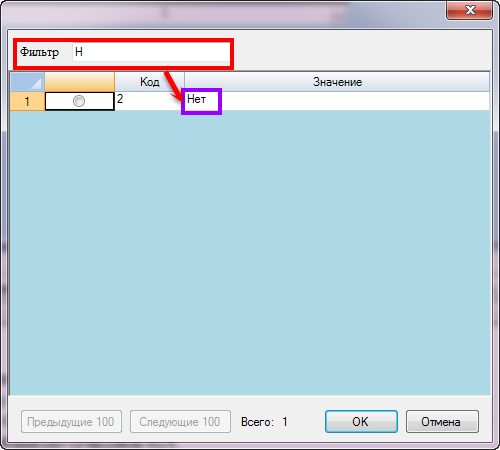 Фильтр Н
Код Значение
1 2 Нет
Предыдущие 100 Следующие 100 Всего: 1 OK Отмена